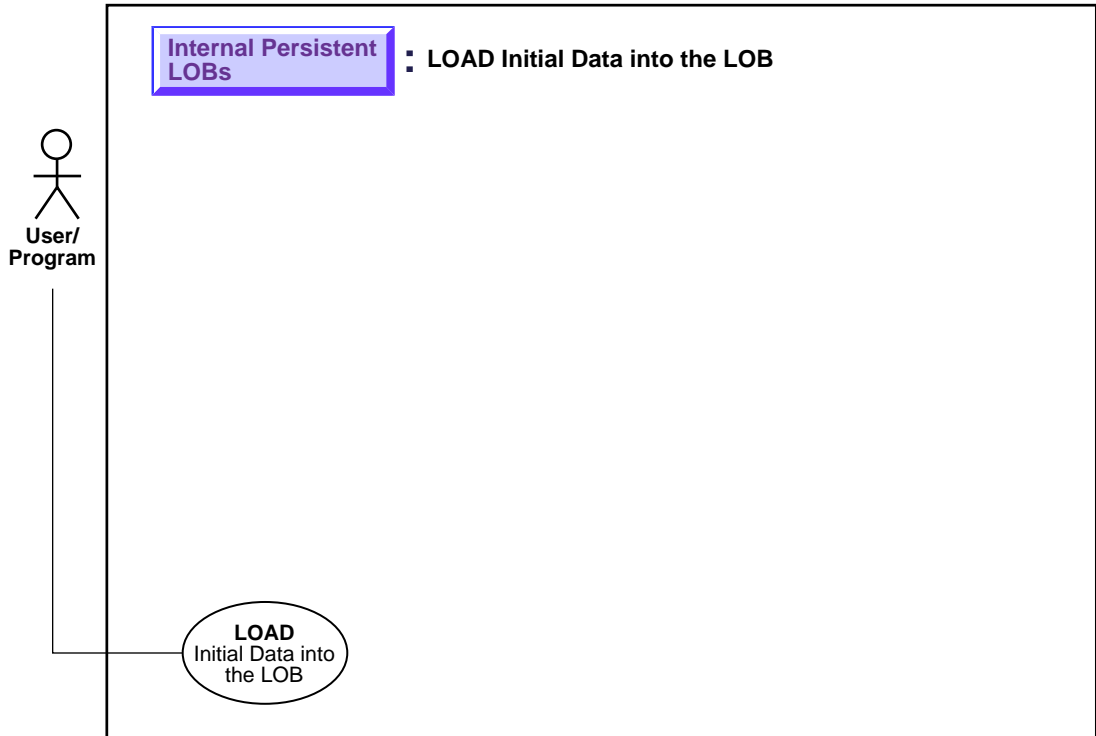 Internal Persistent
LOBs
: LOAD Initial Data into the LOB
User/
Program
LOAD
Initial Data into
the LOB